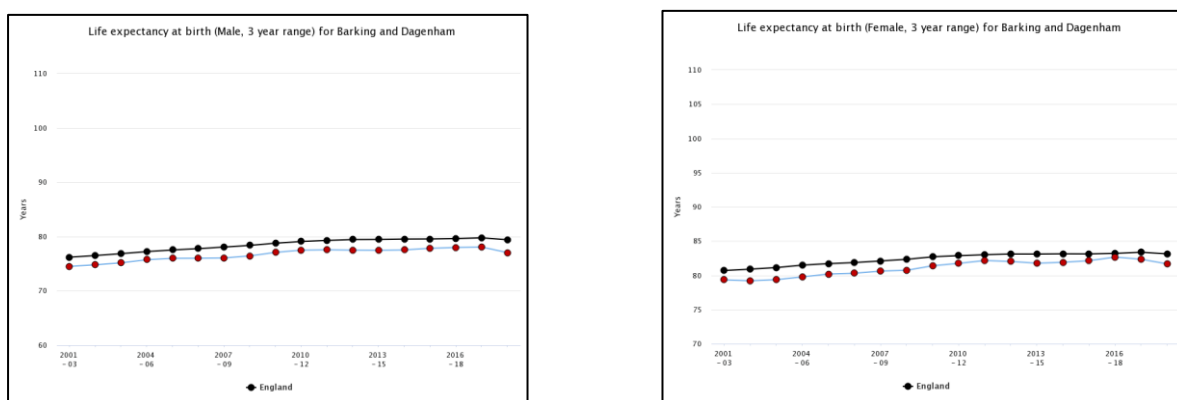 Life expectancy at birth (Male, 3 year range) for Barking and Dagenham
110
100
90
80
70
60
Years
2001 2004 2007 2010 2013 2016
-03 -06 -09 -12 -15 -18
England
Life expectancy at birth (Female, 3 year range) for Barking and Dagenham
110
105
100
95
90
85
80
75
70
Years
2001 2004 2007 2010 2013 2016
-03 -06 -09 -12 -15 -18
England